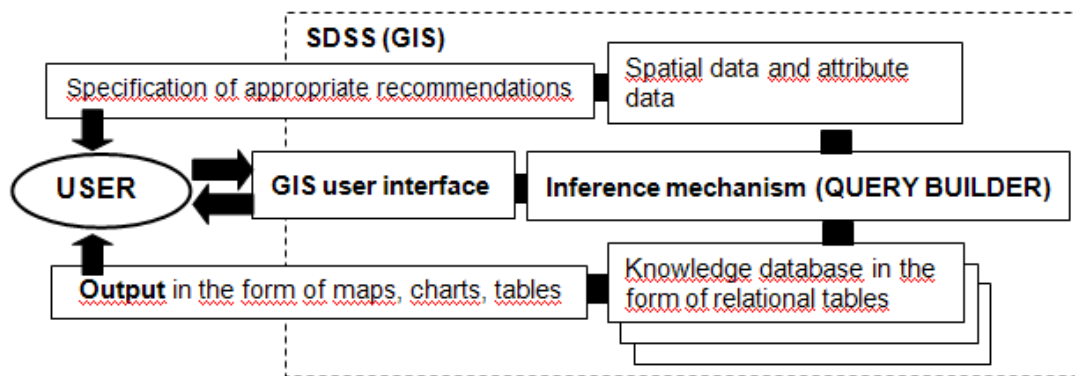 SDSS (GIS)
Specification of appropriate recommendations
Spatial data and attribute
data
USER
GIS user interface
Inference mechanism (QUERY BUILDER)
Output in the form of maps, charts, tables
Knowledge database in the
form of relational tables